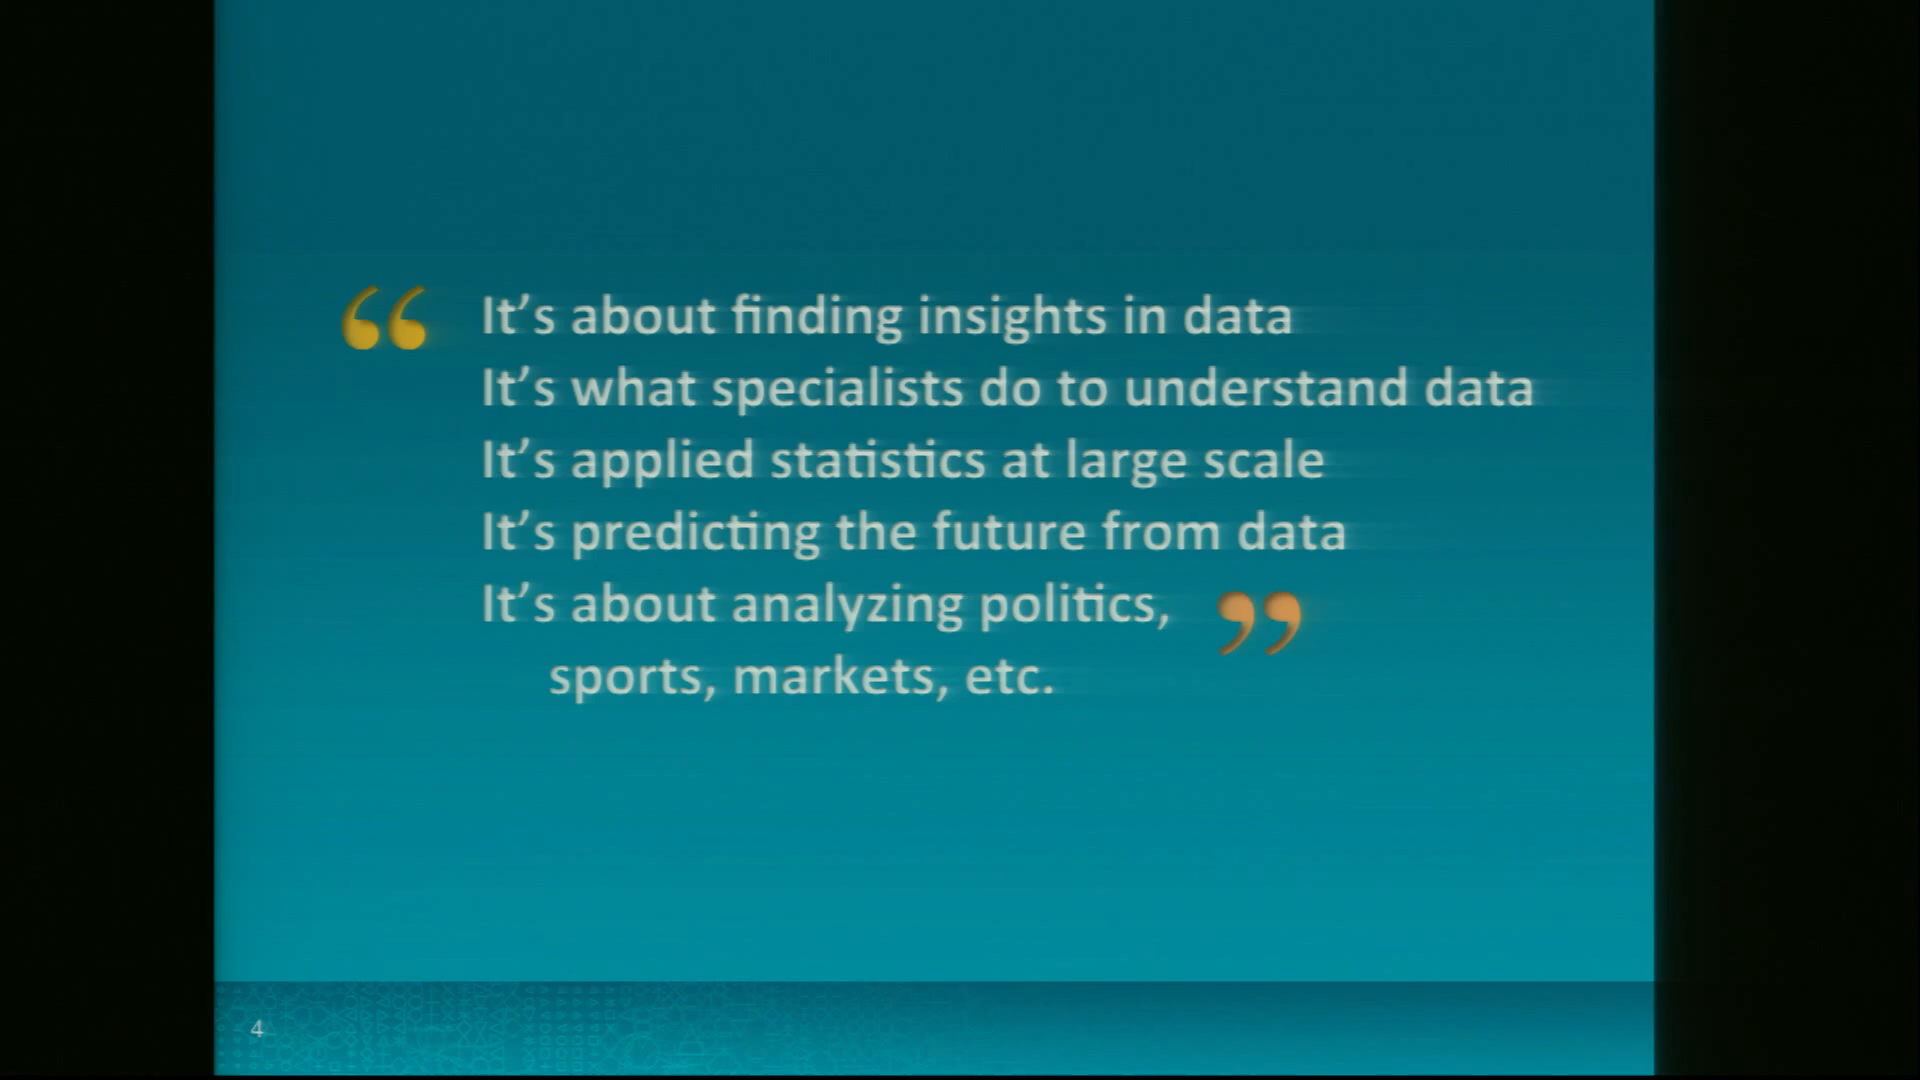 “ It’s about finding insights in data
It’s what specialists do to understand data
It’s applied statistics at large scale
It’s predicting the future from data
It’s about analyzing politics, ”
sports, markets, etc.
4